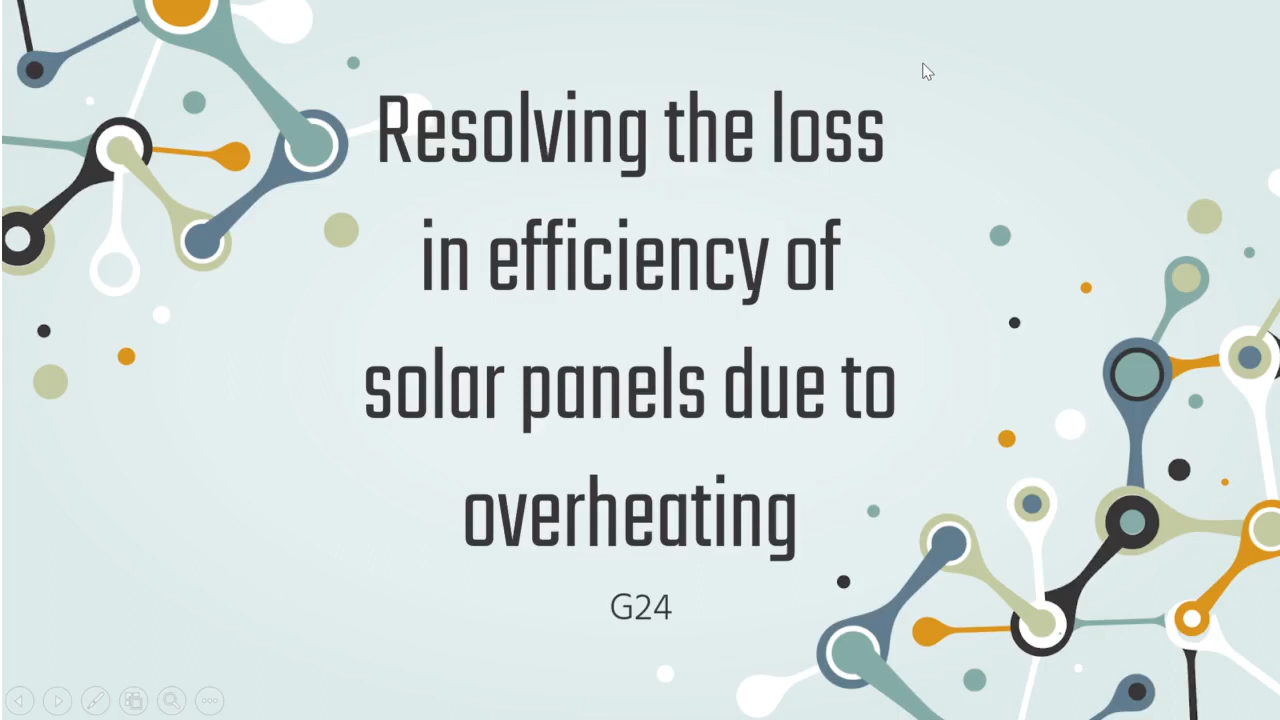 Resolving the loss
in efficiency of
solar panels due to
overheating
G24